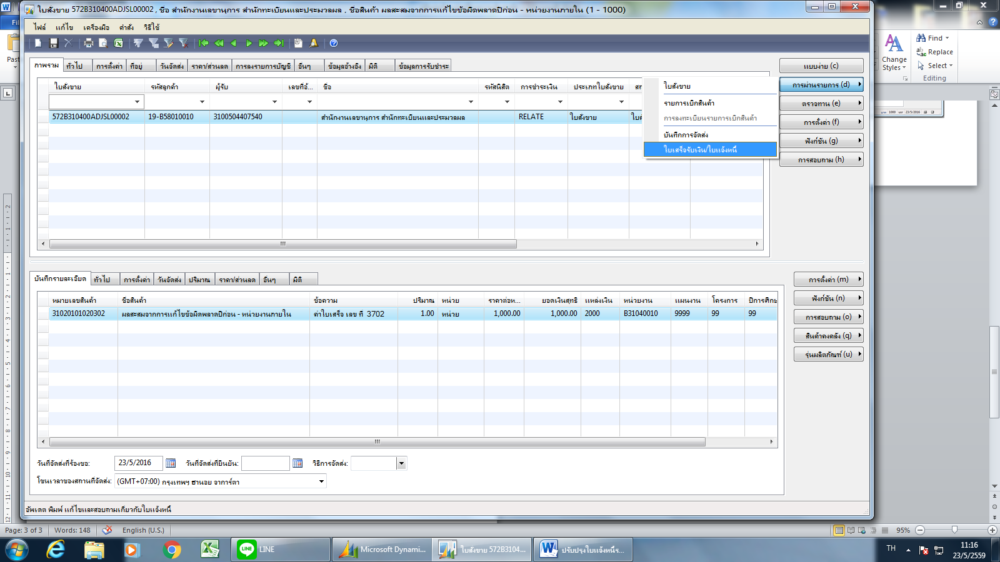 ใบสั่งขาย 572B310400ADJSL00002 , ชื่อ สำนักงานเลขานุการ สำนักทะเบียนและประมวลผล , ชื่อสินค้า ผลสะสมจากการแก้ไขข้อผิดพลาดปีก่อน - หน่วยงานภายใน (1 - 1000)
ไฟล์ แก้ไข เครื่องมือ คำสั่ง วิธีใช้
Past
Find
Replace
Select
Change
Styles
Editing
ภาพรวม ทั่วไป การตั้งค่า ที่อยู่ วันจัดส่ง ราคา/ส่วนลด การลงรายการบัญชี อื่นๆ ข้อมูลอ้างอิง มิติ ข้อมูลการรับชำระ
แบบง่าย (c)
การผ่านรายการ (d)
ตรวจทาน (e)
การตั้งค่า (f)
ฟังก์ชัน (g)
การสอบถาม (h)
ใบสั่งขาย รหัสลูกค้า ผู้รับ เลขที่อ้... ชื่อ รหัสนิสิต การชำระเงิน ประเภทใบสั่งขาย
572B310400ADJSL00002 19-B58010010 3100504407540 สำนักงานเลขานุการ สำนักทะเบียนและประมวลผล RELATE ใบสั่งขาย
ใบสั่งขาย
รายการเบิกสินค้า
การลงทะเบียนรายการเบิกสินค้า
บันทึกการจัดส่ง
ใบเสร็จรับเงิน/ใบแจ้งหนี้
บันทึกรายละเอียด ทั่วไป การตั้งค่า วันจัดส่ง ปริมาณ ราคา/ส่วนลด อื่นๆ มิติ
การตั้งค่า (m)
ฟังก์ชัน (n)
การสอบถาม (o)
สินค้าคงคลัง (q)
รุ่นผลิตภัณฑ์ (u)
หมายเลขสินค้า ชื่อสินค้า ข้อความ ปริมาณ หน่วย ราคาต่อห... ยอดเงินสุทธิ แหล่งเงิน หน่วยงาน แผนงาน โครงการ ปีการศึกษ
31020101020302 ผลสะสมจากการแก้ไขข้อผิดพลาดปีก่อน - หน่วยงานภายใน ค่าใบเสร็จ เลข ที่ 3702 1.00 หน่วย 1,000.00 1,000.00 2000 B31040010 9999 99 99
วันที่จัดส่งที่ร้องขอ: 23/5/2016 วันที่จัดส่งที่ยืนยัน: วิธีการจัดส่ง:
โซนเวลาของสถานที่จัดส่ง: (GMT+07:00) กรุงเทพฯ ฮานอย จาการ์ตา
อัพเดต พิมพ์ แก้ไขและสอบถามเกี่ยวกับใบแจ้งหนี้
Page: 3 of 3 Words: 148 English (U.S.) 95%
LINE Microsoft Dynami... ใบสั่งขาย 572B3104... ปรับปรุงใบแจ้งหนี้ร...
TH 11:16
23/5/2559